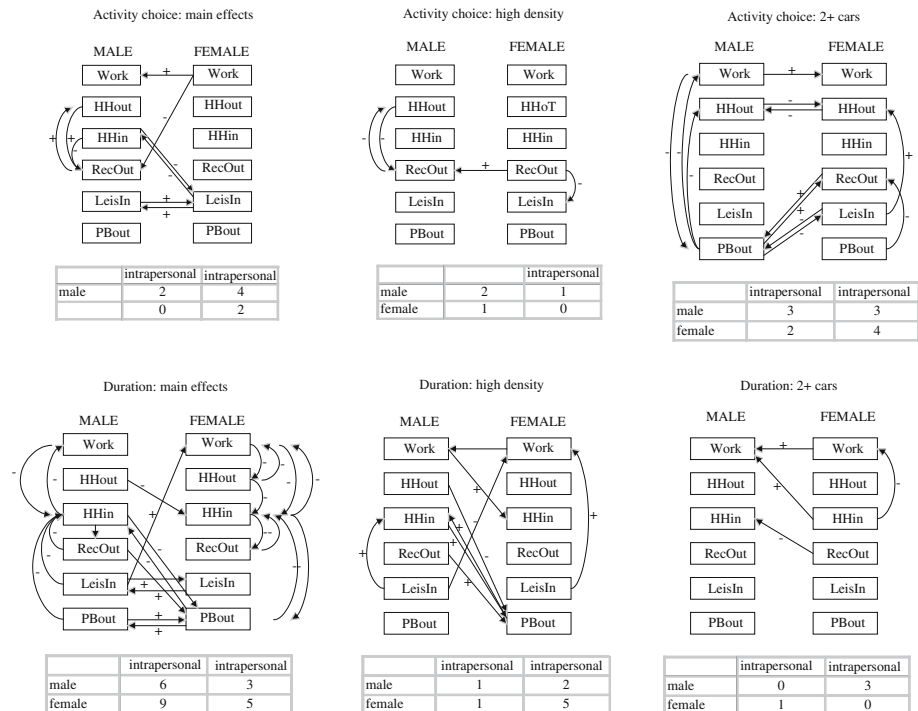 Activity choice: main effects
MALE FEMALE
Work + Work
HHout HHout
+ + - -
HHin HHin
-
RecOut - RecOut
LeisIn + LeisIn
+
PBout PBout
intrapersonal intrapersonal
male 2 4
0 2
Activity choice: high density
MALE FEMALE
Work Work
HHout HHoT
- - HHin HHin
RecOut + RecOut
-
LeisIn LeisIn
PBout PBout
intrapersonal
male 2 1
female 1 0
Activity choice: 2+ cars
MALE FEMALE
Work + Work
HHout - HHout
-
HHin HHin +
- - -
RecOut + RecOut
+
LeisIn - LeisIn -
-
PBout PBout
intrapersonal intrapersonal
male 3 3
female 2 4
Duration: main effects
MALE FEMALE
Work Work
- - - - -
HHout - HHout
-
HHin + HHin
- - --
RecOut - RecOut
- - --
LeisIn - + LeisIn
+
PBout + PBout
+
intrapersonal intrapersonal
male 6 3
female 9 5
Duration: high density
MALE FEMALE
Work + Work
HHout HHout
+
HHin + - HHin
+ + +
RecOut - RecOut
+
LeisIn + LeisIn
PBout PBout
intrapersonal intrapersonal
male 1 2
female 1 5
Duration: 2+ cars
MALE FEMALE
Work + Work
HHout + HHout -
HHin HHin
-
RecOut RecOut
LeisIn LeisIn
PBout PBout
intrapersonal intrapersonal
male 0 3
female 1 0